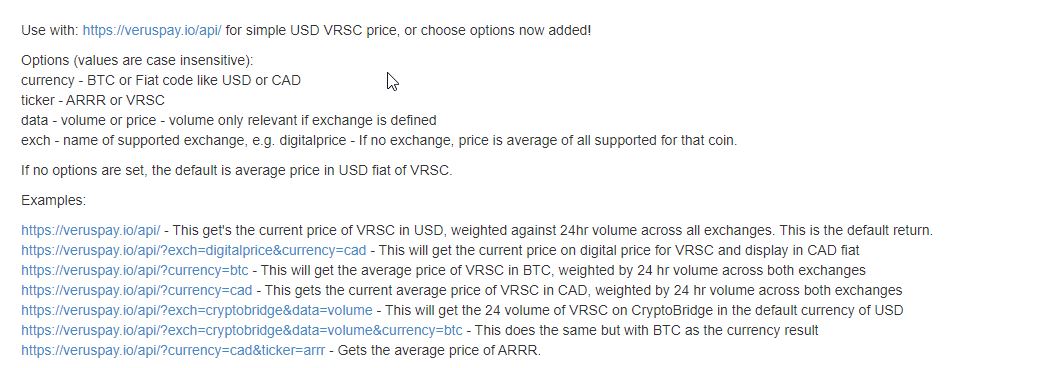 Use with: https://veruspay.io/api/ for simple USD VRSC price, or choose options now added!
Options (values are case insensitive):
currency - BTC or Fiat code like USD or CAD
ticker - ARRR or VRSC
data - volume or price - volume only relevant if exchange is defined
exch - name of supported exchange, e.g. digitalprice - If no exchange, price is average of all supported for that coin.
If no options are set, the default is average price in USD fiat of VRSC.
Examples:
https://veruspay.io/api/ - This get's the current price of VRSC in USD, weighted against 24hr volume across all exchanges. This is the default return.
https://veruspay.io/api/?exch=digitalprice&currency=cad - This will get the current price on digital price for VRSC and display in CAD fiat
https://veruspay.io/api/?currency=btc - This will get the average price of VRSC in BTC, weighted by 24 hr volume across both exchanges
https://veruspay.io/api/?currency=cad - This gets the current average price of VRSC in CAD, weighted by 24 hr volume across both exchanges
https://veruspay.io/api/?exch=cryptobridge&data=volume - This will get the 24 volume of VRSC on CryptoBridge in the default currency of USD
https://veruspay.io/api/?exch=cryptobridge&data=volume&currency=btc - This does the same but with BTC as the currency result
https://veruspay.io/api/?currency=cad&ticker=arrr - Gets the average price of ARRR.